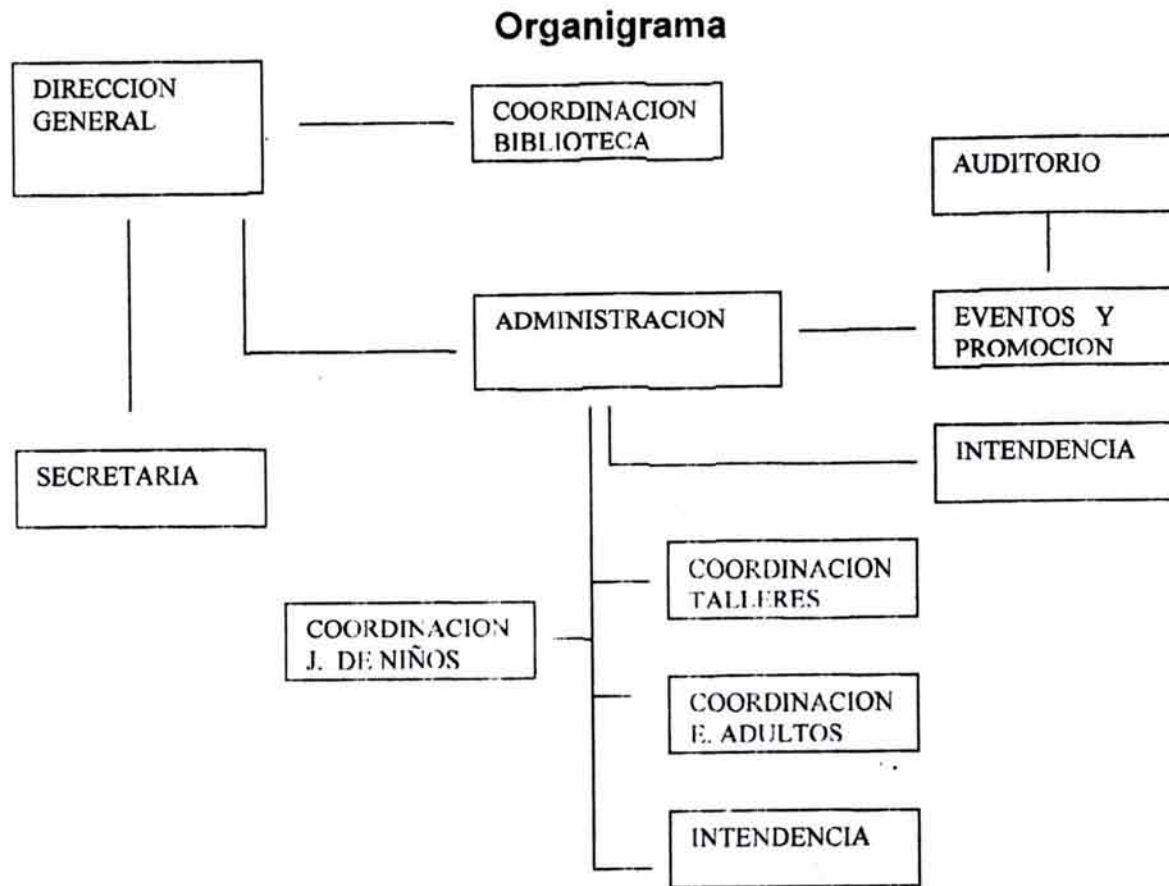 Organigrama
DIRECCION
GENERAL
COORDINACION
BIBLIOTECA
AUDITORIO
ADMINISTRACION
EVENTOS Y
PROMOCION
SECRETARIA
INTENDENCIA
COORDINACION
TALLERES
COORDINACION
J. DE NIÑOS
COORDINACION
E. ADULTOS
INTENDENCIA